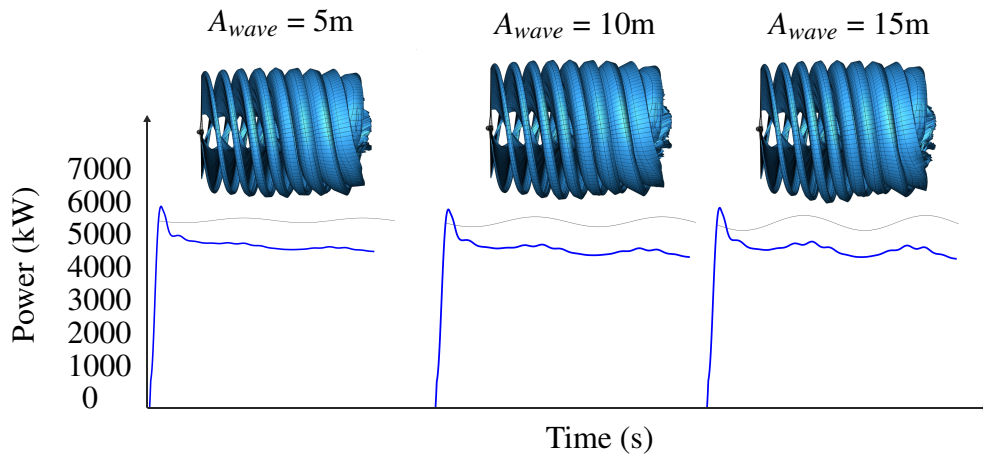 A_wave = 5m
A_wave = 10m
A_wave = 15m
Power (kW)
7000
6000
5000
4000
3000
2000
1000
0
Time (s)